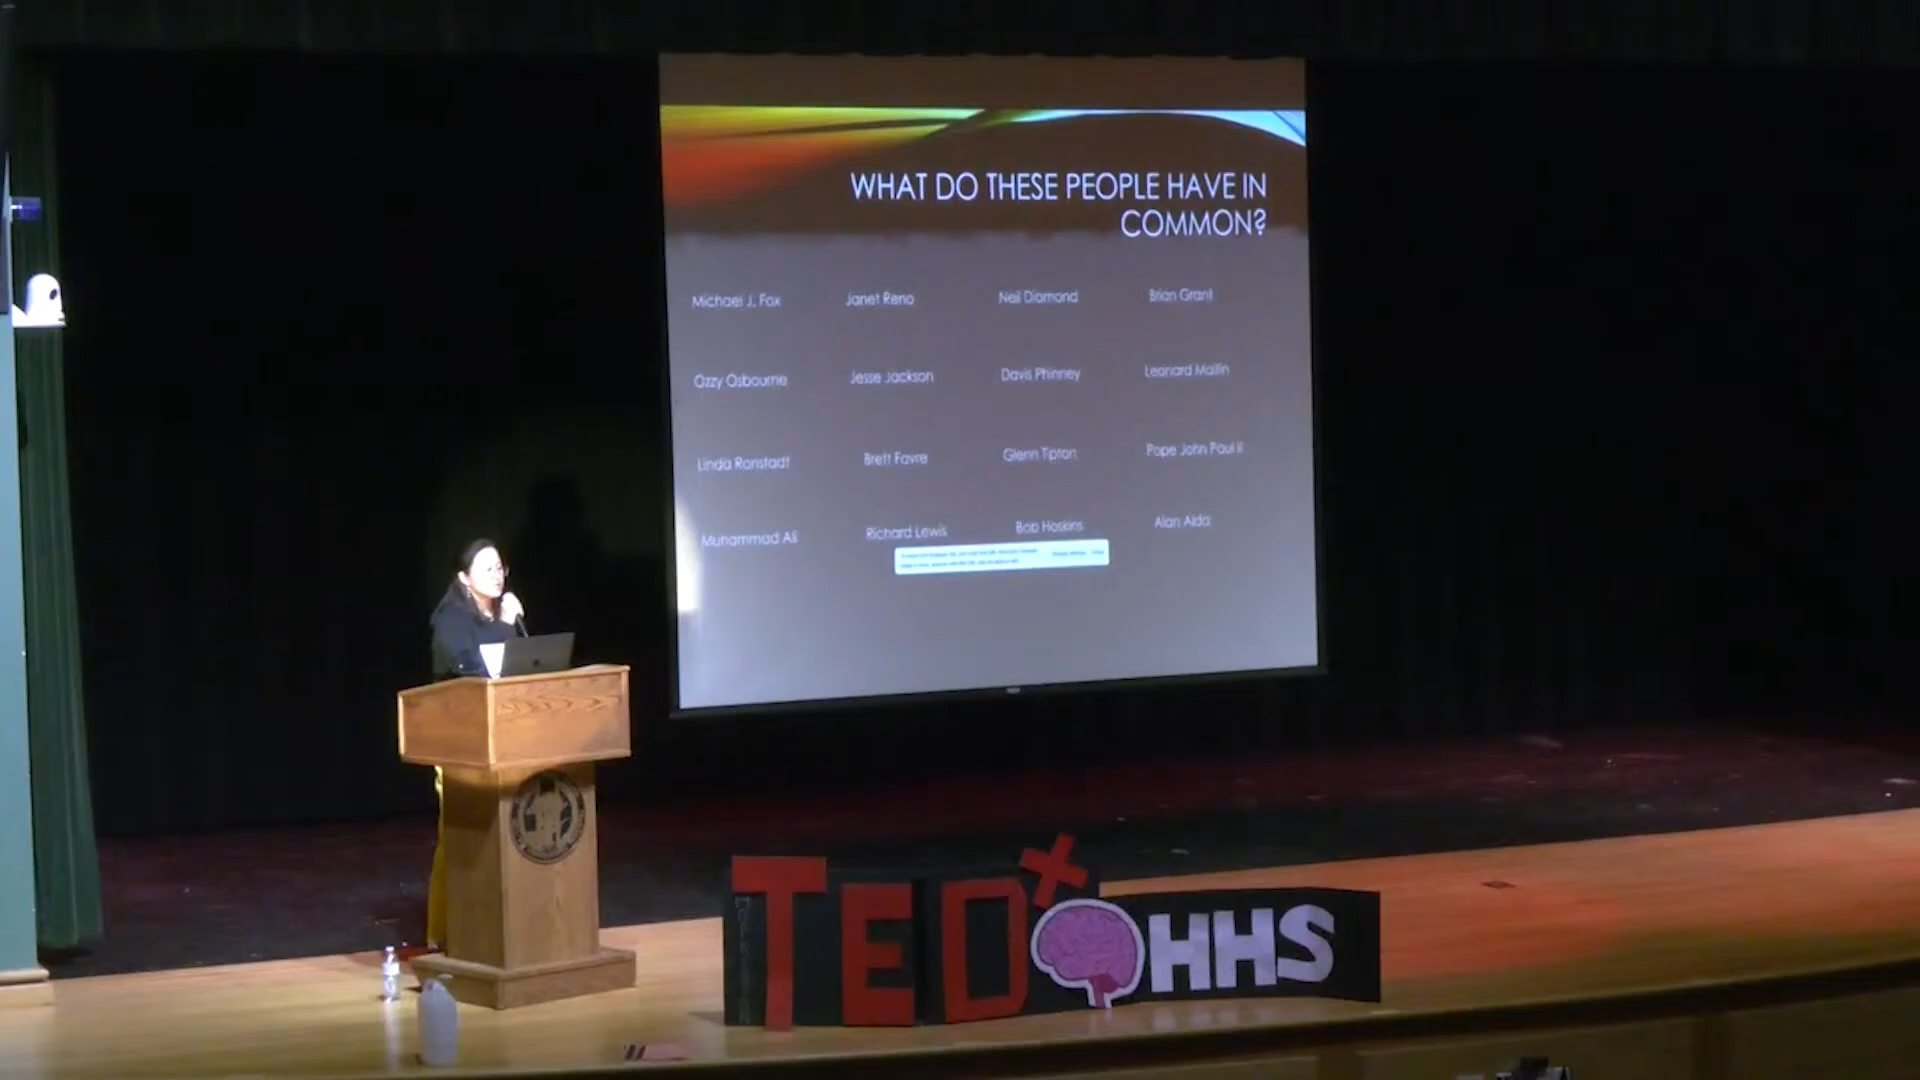 WHAT DO THESE PEOPLE HAVE IN
COMMON?
Michael J. Fox Janet Reno Neil Diamond Brian Grant
Ozzy Osbourne Jesse Jackson Davis Phinney Leonard Maltin
Linda Ronstadt Brett Favre Glenn Tipton Pope John Paul II
Muhammad Ali Richard Lewis Bob Hoskins Alan Alda
TEDx HHS